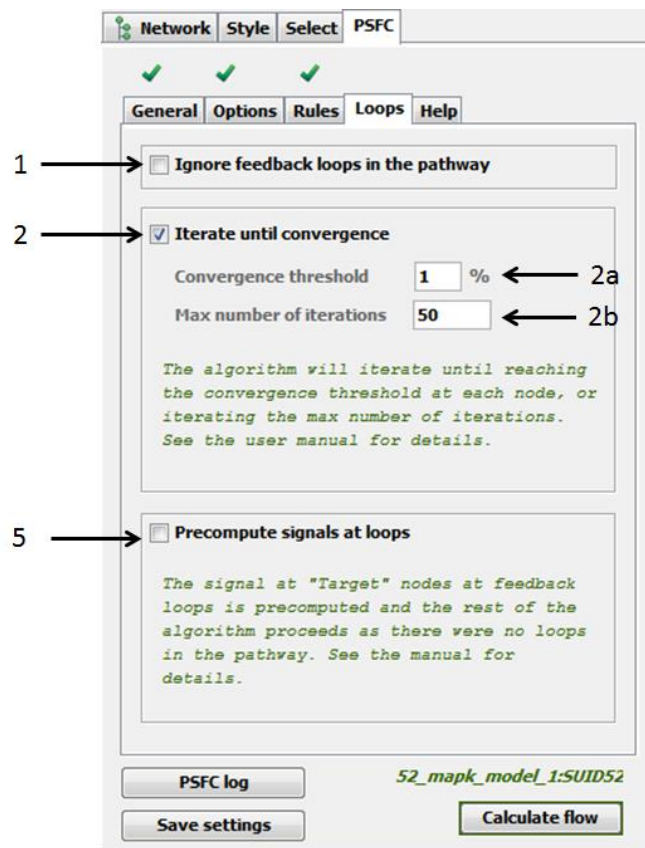 Network Style Select PSFC
General Options Rules Loops Help
1 Ignore feedback loops in the pathway
2 Iterate until convergence
Convergence threshold 1 % 2a
Max number of iterations 50 2b
The algorithm will iterate until reaching
the convergence threshold at each node, or
iterating the max number of iterations.
See the user manual for details.
5 Precompute signals at loops
The signal at "Target" nodes at feedback
loops is precomputed and the rest of the
algorithm proceeds as there were no loops
in the pathway. See the manual for
details.
PSFC log 52_mapk_model_1:SUID52
Save settings Calculate flow